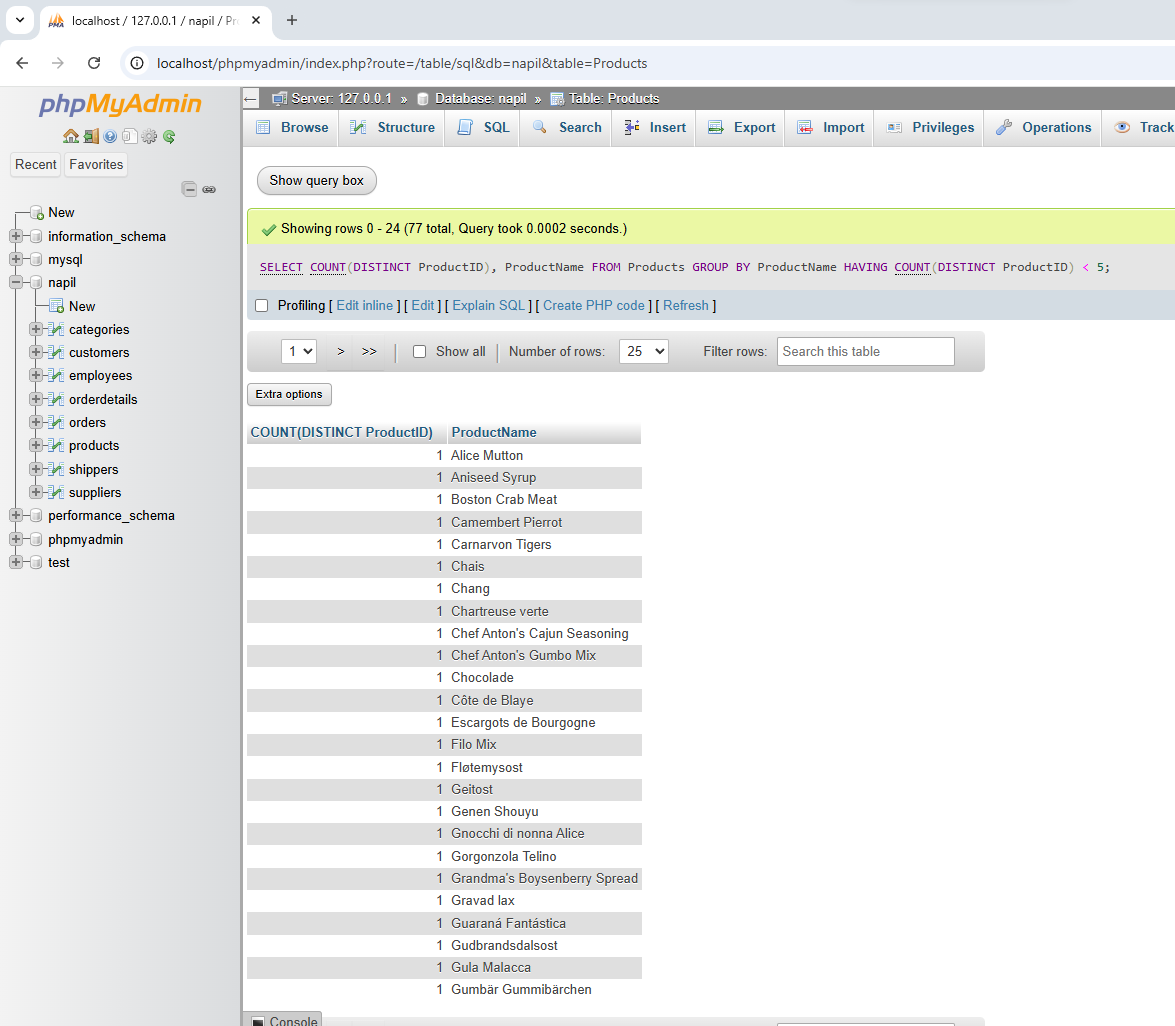 localhost / 127.0.0.1 / napil / Pr
localhost/phpmyadmin/index.php?route=/table/sql&db=napil&table=Products
phpMyAdmin
Recent Favorites
New
information_schema
mysql
napil
New
categories
customers
employees
orderdetails
orders
products
shippers
suppliers
performance_schema
phpmyadmin
test
Server: 127.0.0.1 » Database: napil » Table: Products
Browse Structure SQL Search Insert Export Import Privileges Operations Track
Show query box
Showing rows 0 - 24 (77 total, Query took 0.0002 seconds.)
SELECT COUNT(DISTINCT ProductID), ProductName FROM Products GROUP BY ProductName HAVING COUNT(DISTINCT ProductID) < 5;
Profiling [ Edit inline ] [ Edit ] [ Explain SQL ] [ Create PHP code ] [ Refresh ]
1 > >> Show all Number of rows: 25 Filter rows: Search this table
Extra options
COUNT(DISTINCT ProductID) ProductName
1 Alice Mutton
1 Aniseed Syrup
1 Boston Crab Meat
1 Camembert Pierrot
1 Carnarvon Tigers
1 Chais
1 Chang
1 Chartreuse verte
1 Chef Anton's Cajun Seasoning
1 Chef Anton's Gumbo Mix
1 Chocolade
1 Côte de Blaye
1 Escargots de Bourgogne
1 Filo Mix
1 Fløtemysost
1 Geitost
1 Genen Shouyu
1 Gnocchi di nonna Alice
1 Gorgonzola Telino
1 Grandma's Boysenberry Spread
1 Gravad lax
1 Guaraná Fantástica
1 Gudbrandsdalsost
1 Gula Malacca
1 Gumbär Gummibärchen
Console